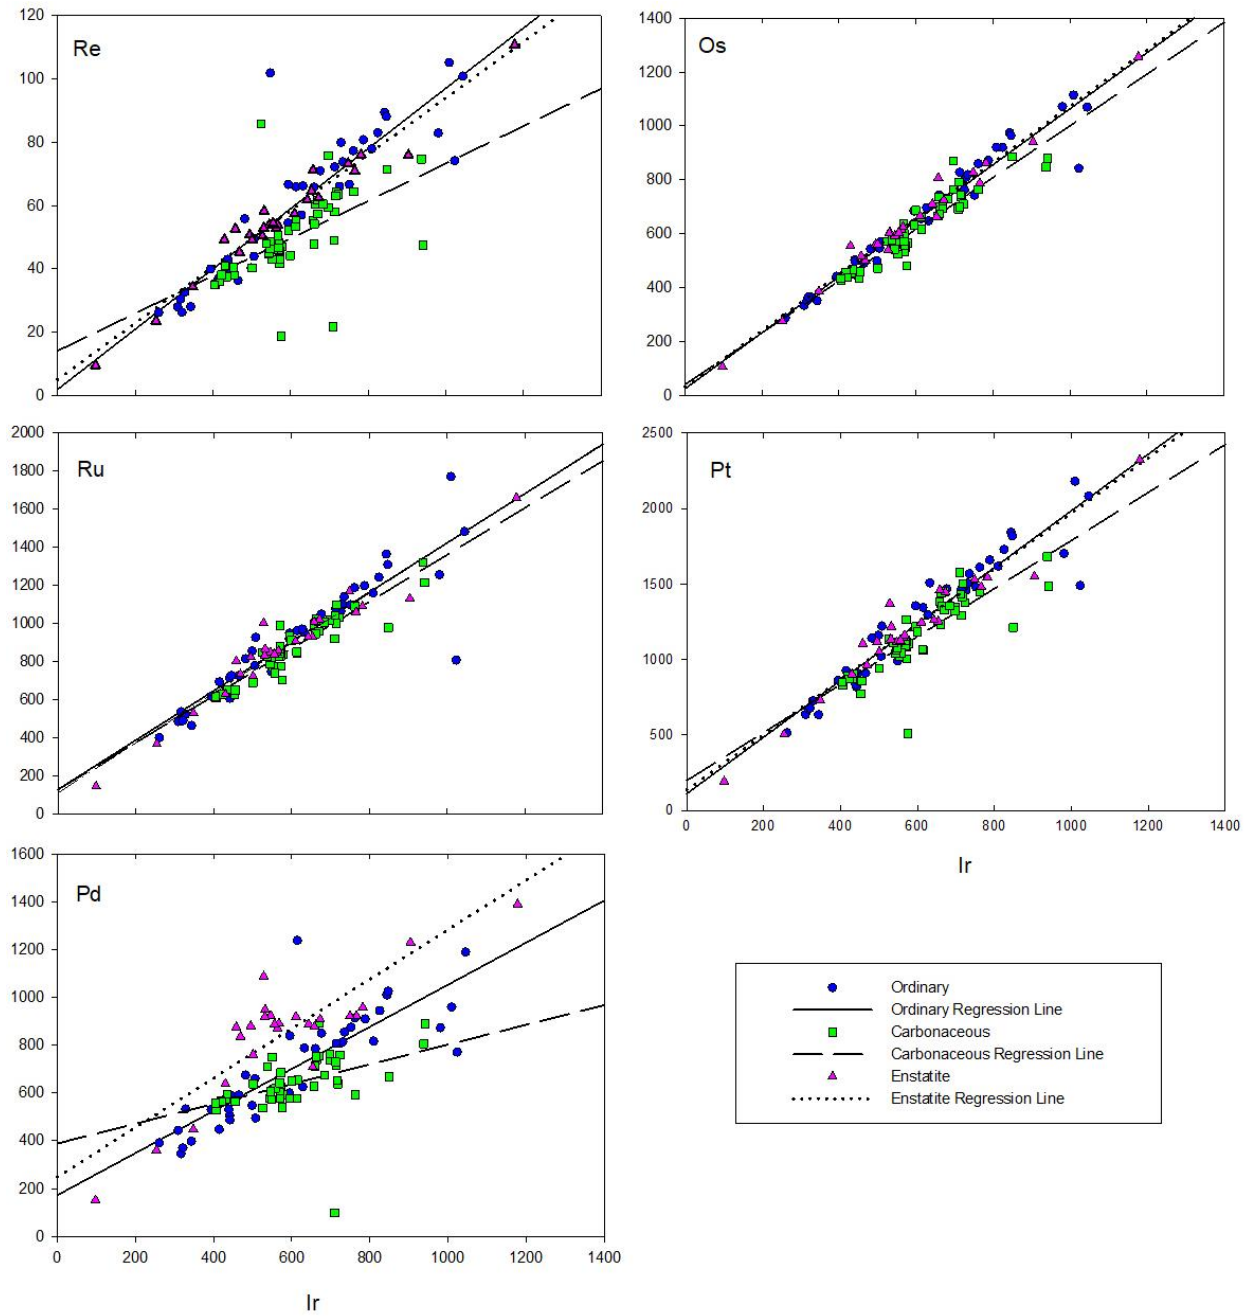 Re
120
100
80
60
40
20
0
Os
1400
1200
1000
800
600
400
200
0
Ru
2000
1800
1600
1400
1200
1000
800
600
400
200
0
Pt
2500
2000
1500
1000
500
0
0 200 400 600 800 1000 1200 1400
Ir
Pd
1600
1400
1200
1000
800
600
400
200
0
0 200 400 600 800 1000 1200 1400
Ir
Ordinary
Ordinary Regression Line
Carbonaceous
Carbonaceous Regression Line
Enstatite
Enstatite Regression Line